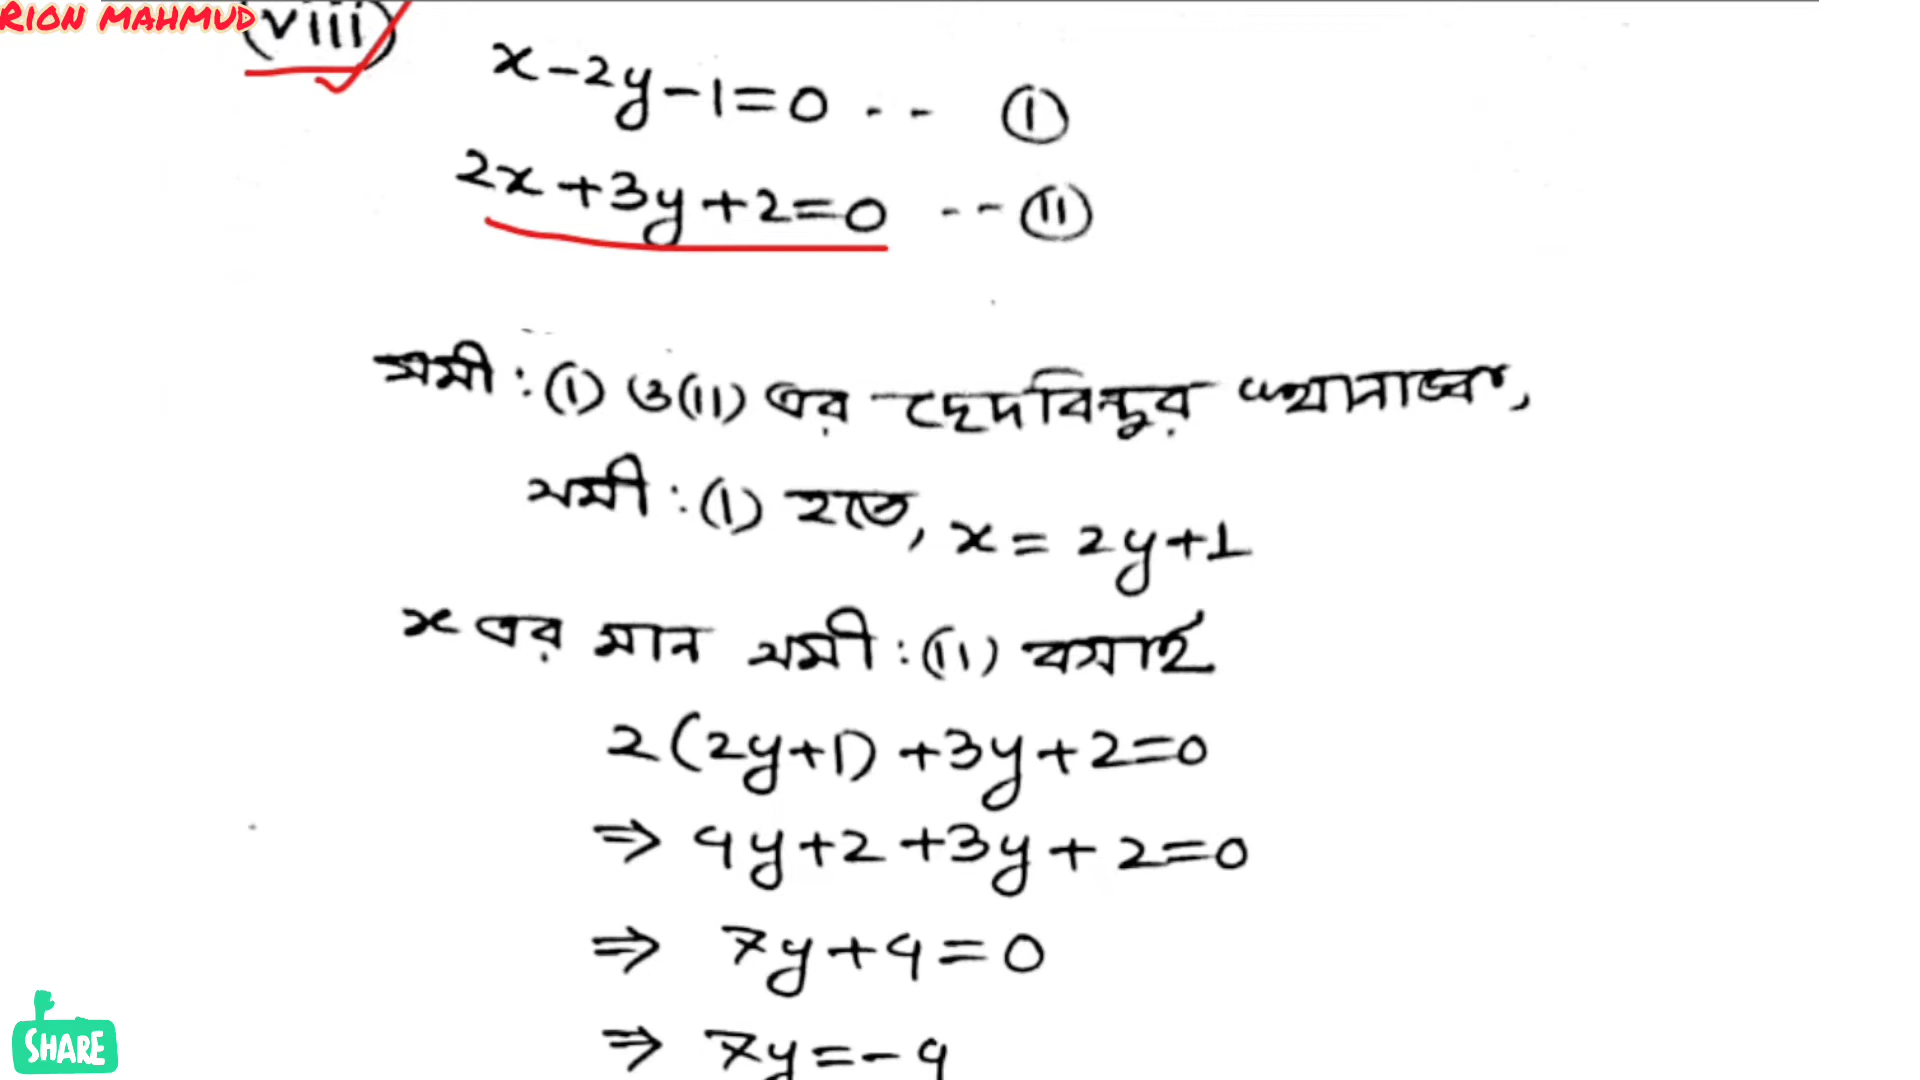 RION MAHMUD
(viii)
x-2y-1=0 -- (i)
2x+3y+2=0 -- (ii)
সমী: (i) ও (ii) এর ছেদবিন্দুর স্থানাঙ্ক,
সমী: (i) হতে, x = 2y+1
x এর মান সমী: (ii) বসাই
2(2y+1)+3y+2=0
⇒ 4y+2+3y+2=0
⇒ 7y+4=0
⇒ 7y=-4
SHARE